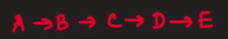 A → B → C → D → E